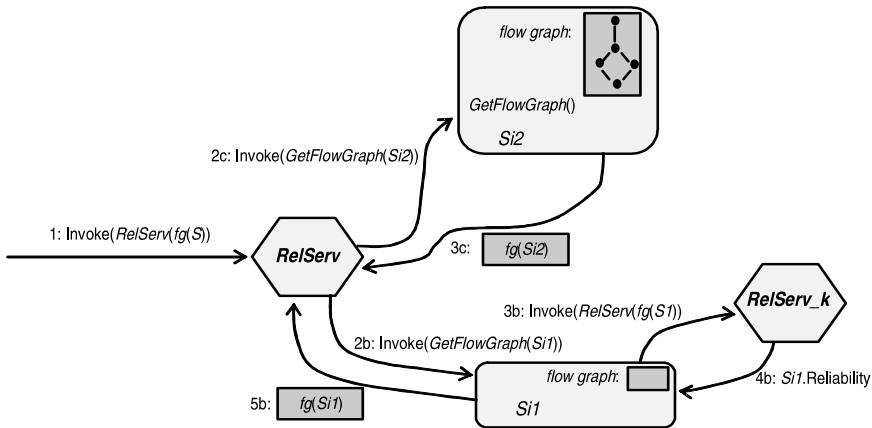 flow graph:
GetFlowGraph()
Si2
2c: Invoke(GetFlowGraph(Si2))
1: Invoke(RelServ(fg(S))
RelServ
3c:
fg(Si2)
RelServ_k
3b: Invoke(RelServ(fg(S1))
2b: Invoke(GetFlowGraph(Si1))
flow graph:
4b: Si1.Reliability
5b:
fg(Si1)
Si1